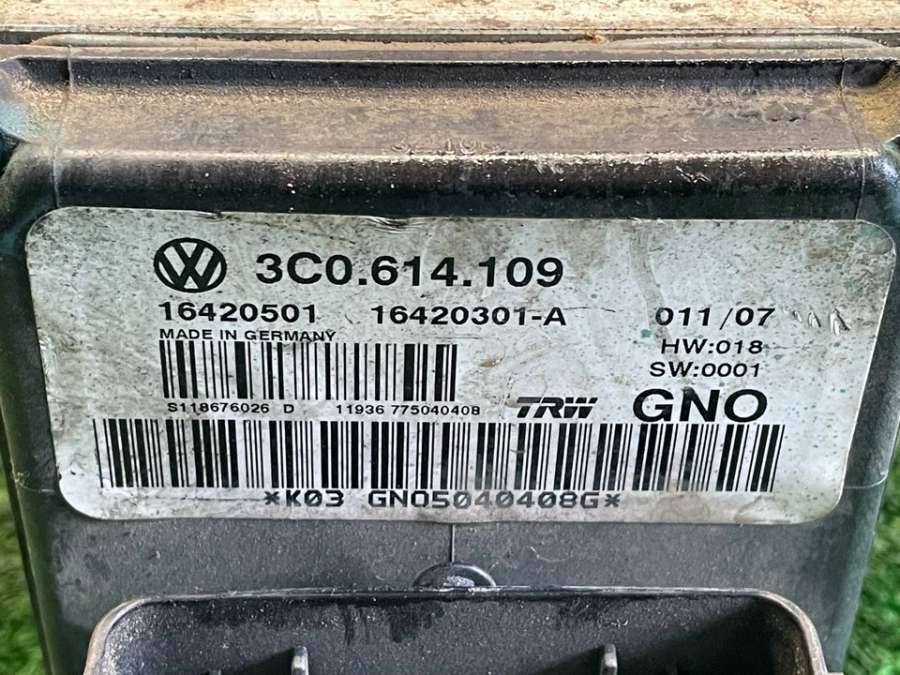 3C0.614.109
16420501 16420301-A 011/07
MADE IN GERMANY
HW:018
SW:0001
S118676026 D 11936 775040408
TRW GNO
*K03 GNO5040408G*